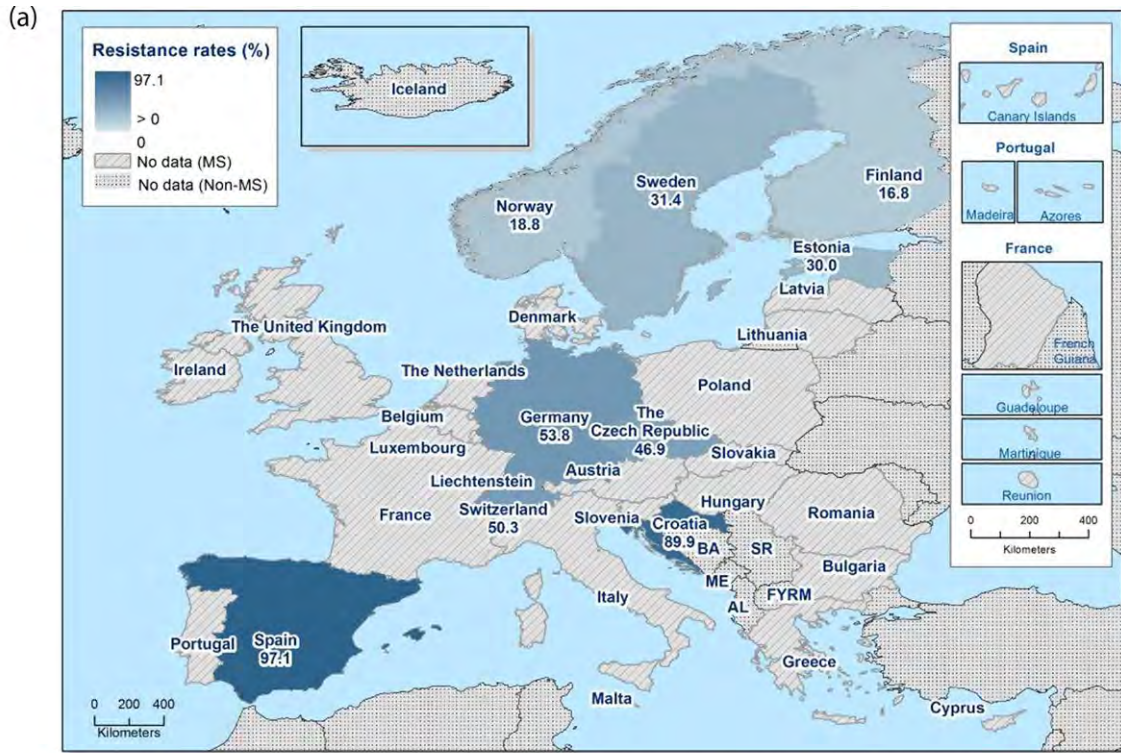 (a)
Resistance rates (%)
97.1
> 0
0
No data (MS)
No data (Non-MS)
Iceland
Spain
Canary Islands
Portugal
Madeira
Azores
France
French
Guiana
Guadeloupe
Martinique
Reunion
0 200 400
Kilometers
Norway
18.8
Sweden
31.4
Finland
16.8
Estonia
30.0
Latvia
Lithuania
Denmark
The United Kingdom
Ireland
The Netherlands
Belgium
Luxembourg
Germany
53.8
Poland
The
Czech Republic
46.9
Slovakia
Austria
Liechtenstein
Switzerland
50.3
France
Hungary
Slovenia
Croatia
89.9
BA
SR
Romania
Bulgaria
ME
FYRM
AL
Italy
Portugal
Spain
97.1
Greece
Malta
Cyprus
0 200 400
Kilometers